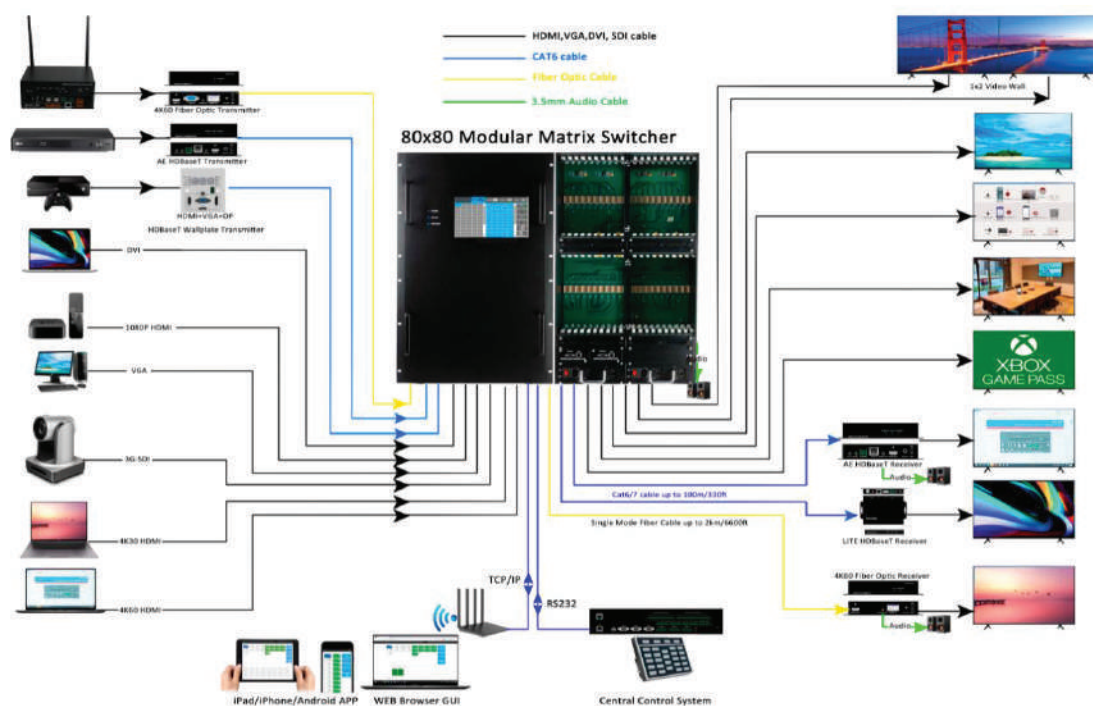 HDMI,VGA,DVI, SDI cable
CAT6 cable
Fiber Optic Cable
3.5mm Audio Cable
80x80 Modular Matrix Switcher
4K60 Fiber Optic Transmitter
AE HDBaseT Transmitter
HDMI+VGA+DP
HDBaseT Wallplate Transmitter
DVI
1080P HDMI
VGA
3G-SDI
4K30 HDMI
4K60 HDMI
1x2 Video Wall
XBOX
GAME PASS
AE HDBaseT Receiver
Audio
Cat6/7 cable up to 100m/330ft
LITE HDBaseT Receiver
Single Mode Fiber Cable up to 2km/6600ft
4K60 Fiber Optic Receiver
Audio
TCP/IP
RS232
iPad/iPhone/Android APP
WEB Browser GUI
Central Control System